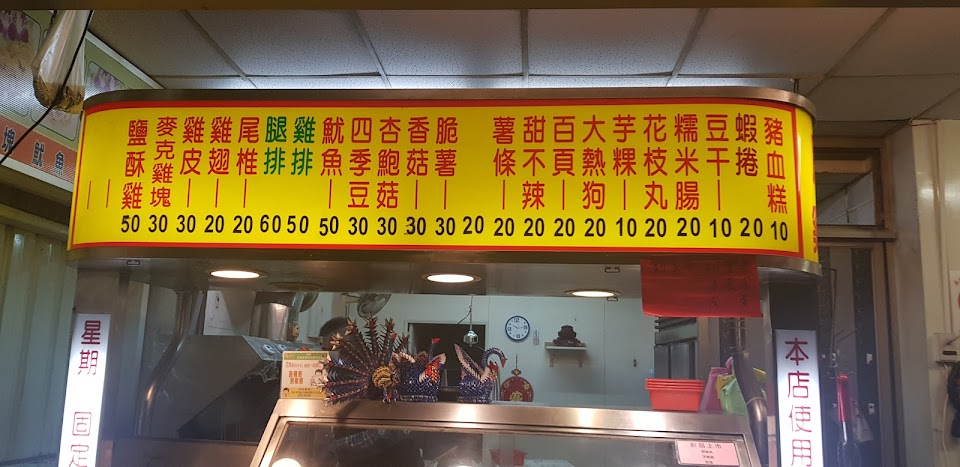 豬血糕 10
蝦捲 20
豆干 10
糯米腸 20
花枝丸 20
芋粿 10
大熱狗 20
百頁 20
甜不辣 20
薯條 20
20
脆薯 30
香菇 30
杏鮑菇 30
四季豆 30
魷魚 50
雞排 50
腿排 60
尾椎 20
雞翅 20
雞皮 30
麥克雞塊 30
鹽酥雞 50
本店使用
星期 固定
塊魷魚